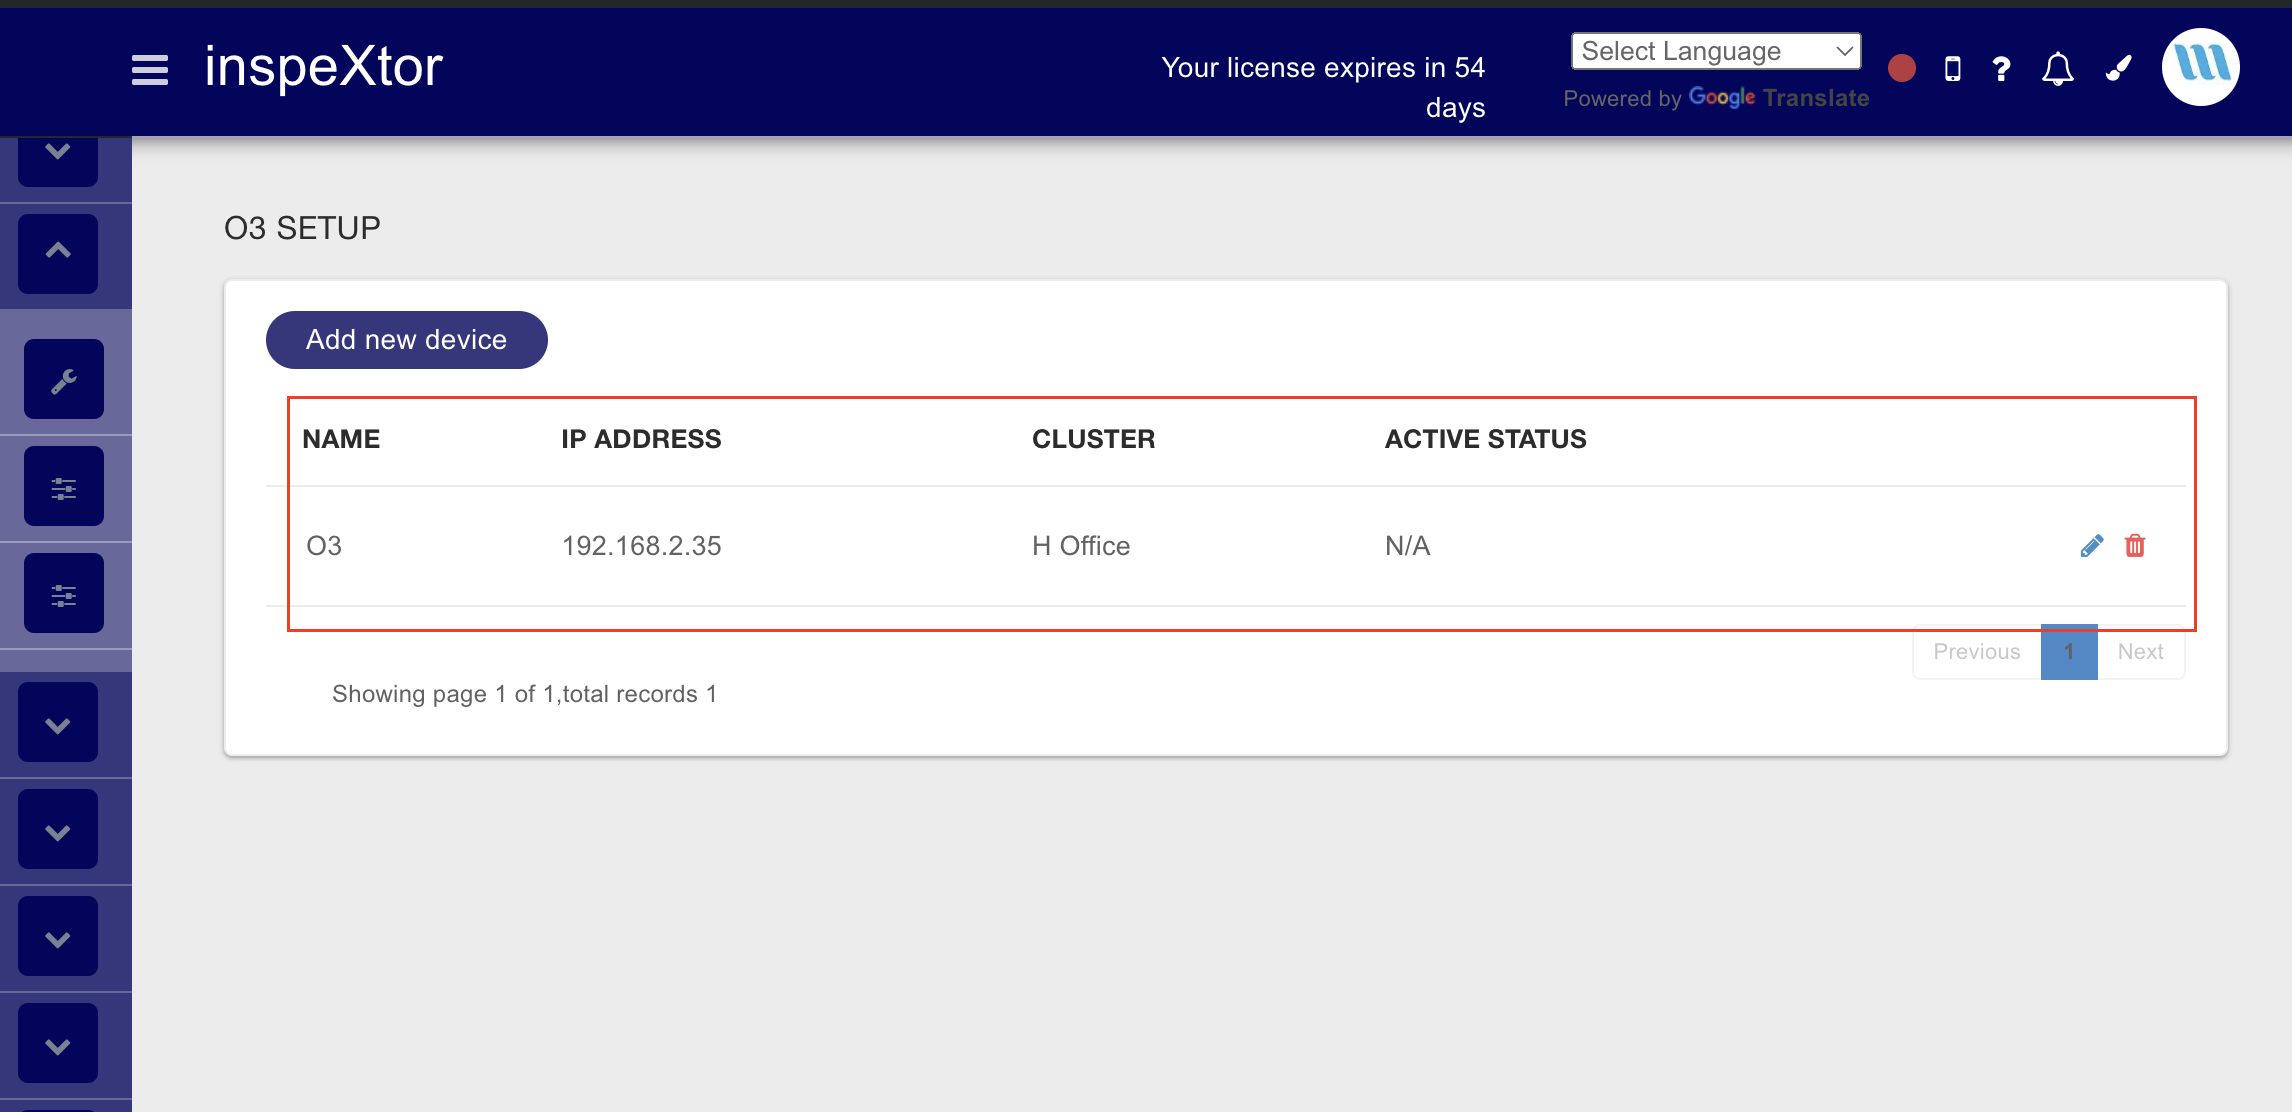 inspeXtor
Your license expires in 54
days
Select Language
Powered by Google Translate
O3 SETUP
Add new device
NAME IP ADDRESS CLUSTER ACTIVE STATUS
O3 192.168.2.35 H Office N/A
Previous 1 Next
Showing page 1 of 1,total records 1